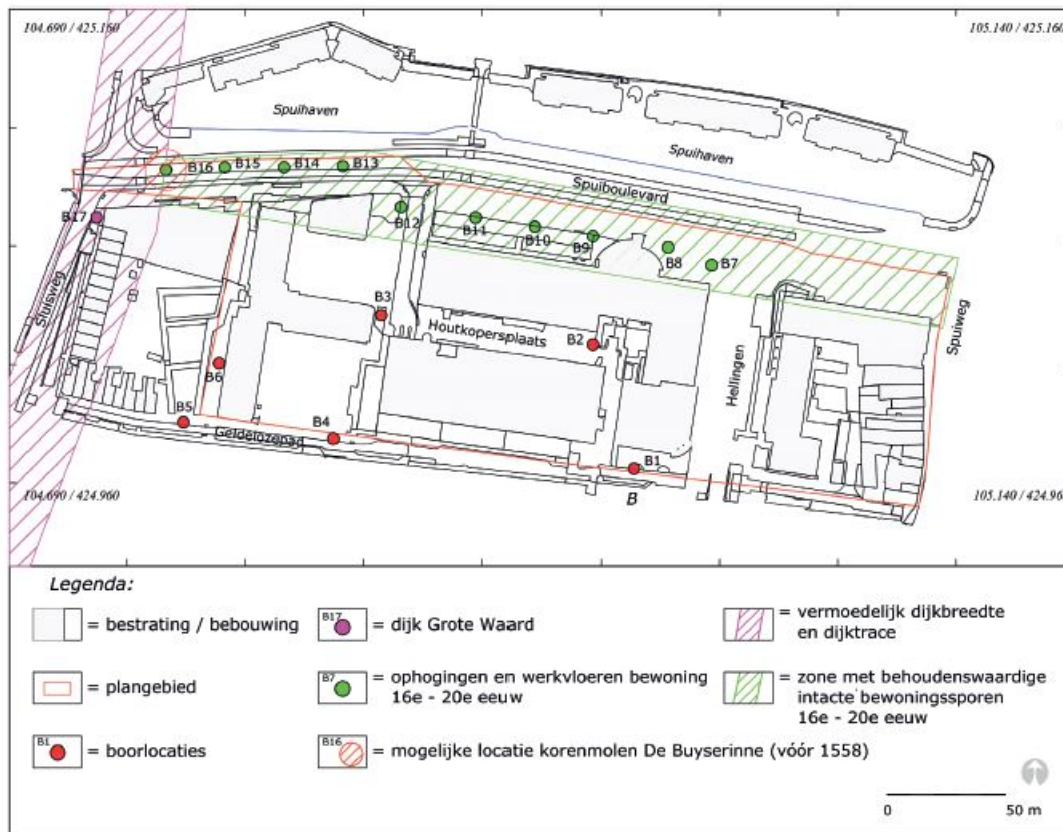 104.690 / 425.160
105.140 / 425.160
Spuihaven
Spuihaven
B16
B15
B14
B13
Spuiboulevard
B17
B12
B11
B10
B9
B8
B7
Sluisweg
B3
Houtkopersplaats
B2
Hellingen
Spuiweg
B6
B5
Geldelozepad
B4
B1
B
104.690 / 424.960
105.140 / 424.960
Legenda:
= bestrating / bebouwing
B17 = dijk Grote Waard
= vermoedelijk dijkbreedte
en dijktrace
= plangebied
B7 = ophogingen en werkvloeren bewoning
16e - 20e eeuw
= zone met behoudenswaardige
intacte bewoningssporen
16e - 20e eeuw
B1 = boorlocaties
B16 = mogelijke locatie korenmolen De Buyserinne (vóór 1558)
0 50 m